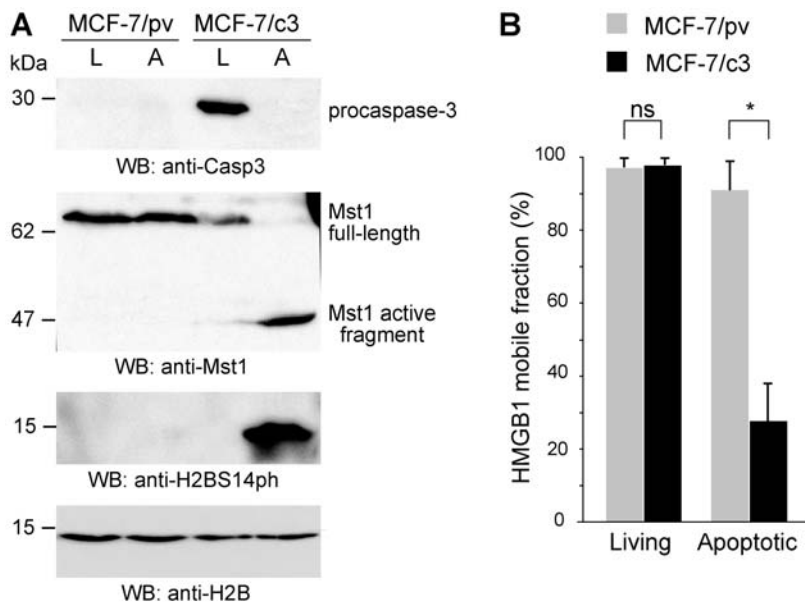 A
MCF-7/pv MCF-7/c3
kDa L A L A
30
procaspase-3
WB: anti-Casp3
62
Mst1
full-length
47
Mst1 active
fragment
WB: anti-Mst1
15
WB: anti-H2BS14ph
15
WB: anti-H2B
B
MCF-7/pv
MCF-7/c3
ns
*
HMGB1 mobile fraction (%)
100
80
60
40
20
0
Living Apoptotic